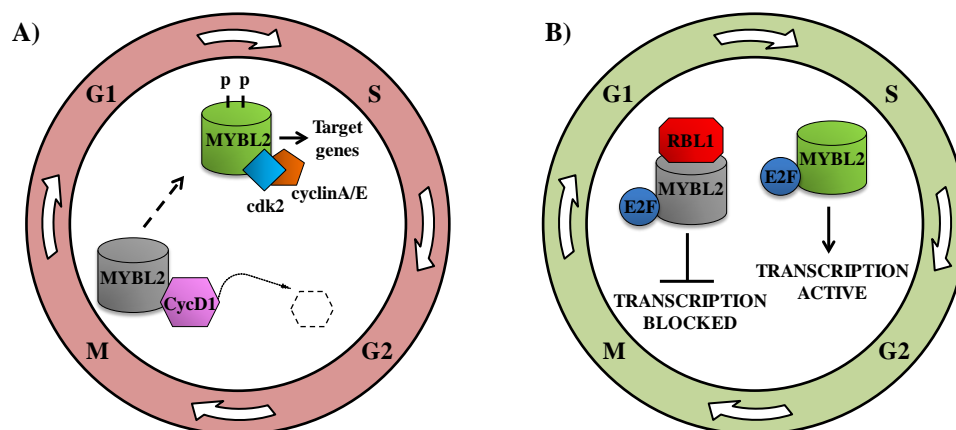 A)
G1
S
G2
M
p p
MYBL2
Target
genes
cdk2
cyclinA/E
MYBL2
CycD1
B)
G1
S
G2
M
RBL1
MYBL2
E2F
TRANSCRIPTION
BLOCKED
MYBL2
E2F
TRANSCRIPTION
ACTIVE